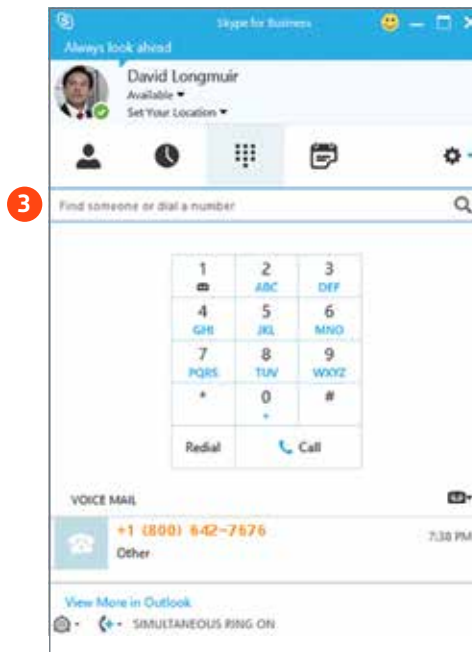 Skype for Business
Always look ahead
David Longmuir
Available
Set Your Location
3
Find someone or dial a number
1 2 3
ABC DEF
4 5 6
GHI JKL MNO
7 8 9
PQRS TUV WXYZ
* 0 #
+
Redial Call
VOICE MAIL
+1 (800) 642-7676 7:38 PM
Other
View More in Outlook
SIMULTANEOUS RING ON